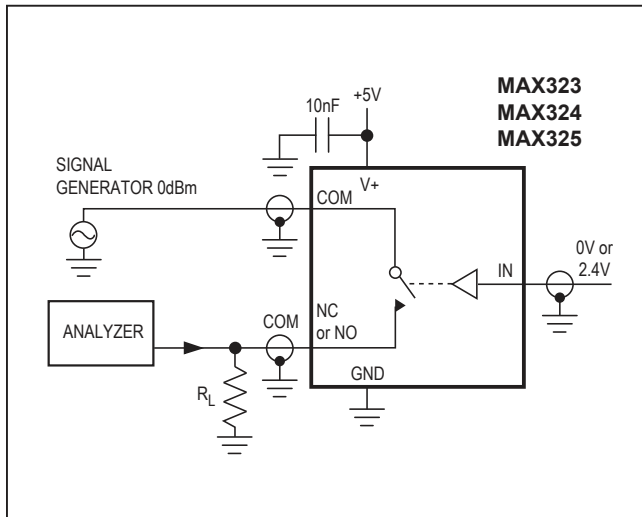 MAX323
MAX324
MAX325
+5V
10nF
SIGNAL
GENERATOR 0dBm
V+
COM
0V or
2.4V
IN
NC
or NO
COM
ANALYZER
GND
RL